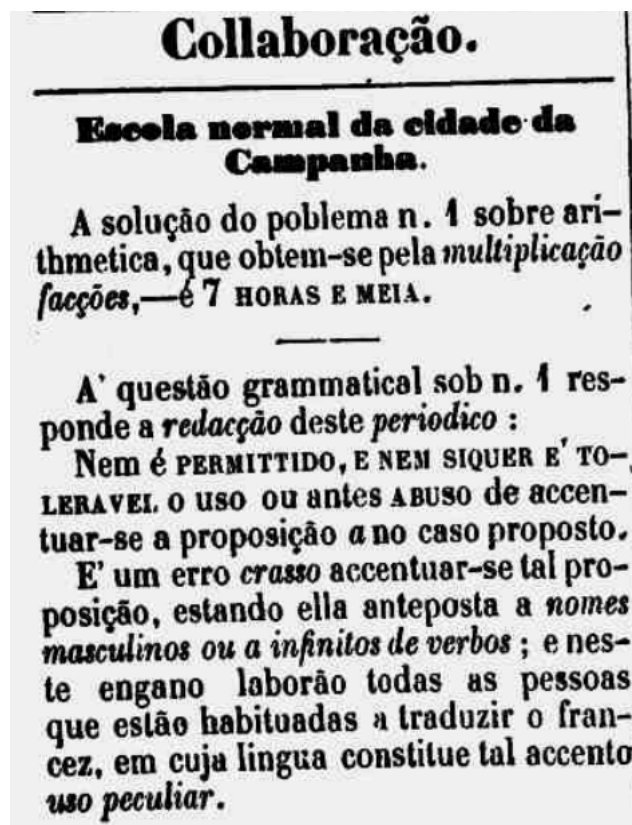 Collaboração.
Escola normal da cidade da
Campanha.
A solução do poblema n. 1 sobre ari-
thmetica, que obtem-se pela multiplicação
facções,—é 7 HORAS E MEIA.
A' questão grammatical sob n. 1 res-
ponde a redacção deste periodico :
Nem é PERMITTIDO, E NEM SIQUER E' TO-
LERAVEL o uso ou antes ABUSO de accen-
tuar-se a proposição a no caso proposto.
E' um erro crasso accentuar-se tal pro-
posição, estando ella anteposta a nomes
masculinos ou a infinitos de verbos ; e nes-
te engano laborão todas as pessoas
que estão habituadas a traduzir o fran-
cez, em cuja lingua constitue tal accento
uso peculiar.